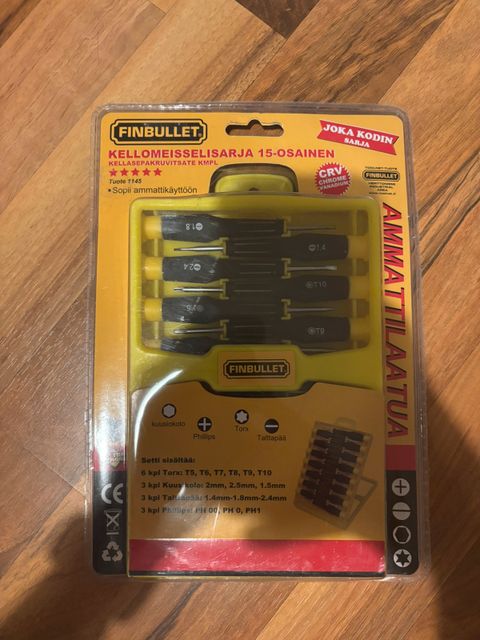 FINBULLET
JOKA KODIN
SARJA
KELLOMEISSELISARJA 15-OSAINEN
KELLASEPAKRUVITSATE KMPL
★★★★★
Tuote 1145
• Sopii ammattikäyttöön
CRV
CHROME
VANADIUM
FINBULLET
AMMATTILAATUA
1.8
1.4
2.4
T10
T9
FINBULLET
kuusiokolo
Phillips
Torx
Talttapää
Setti sisältää:
6 kpl Torx: T5, T6, T7, T8, T9, T10
3 kpl Kuusikolo: 2mm, 2.5mm, 1.5mm
3 kpl Talttapää: 1.4mm-1.8mm-2.4mm
3 kpl Phillips: PH 00, PH 0, PH1
CE